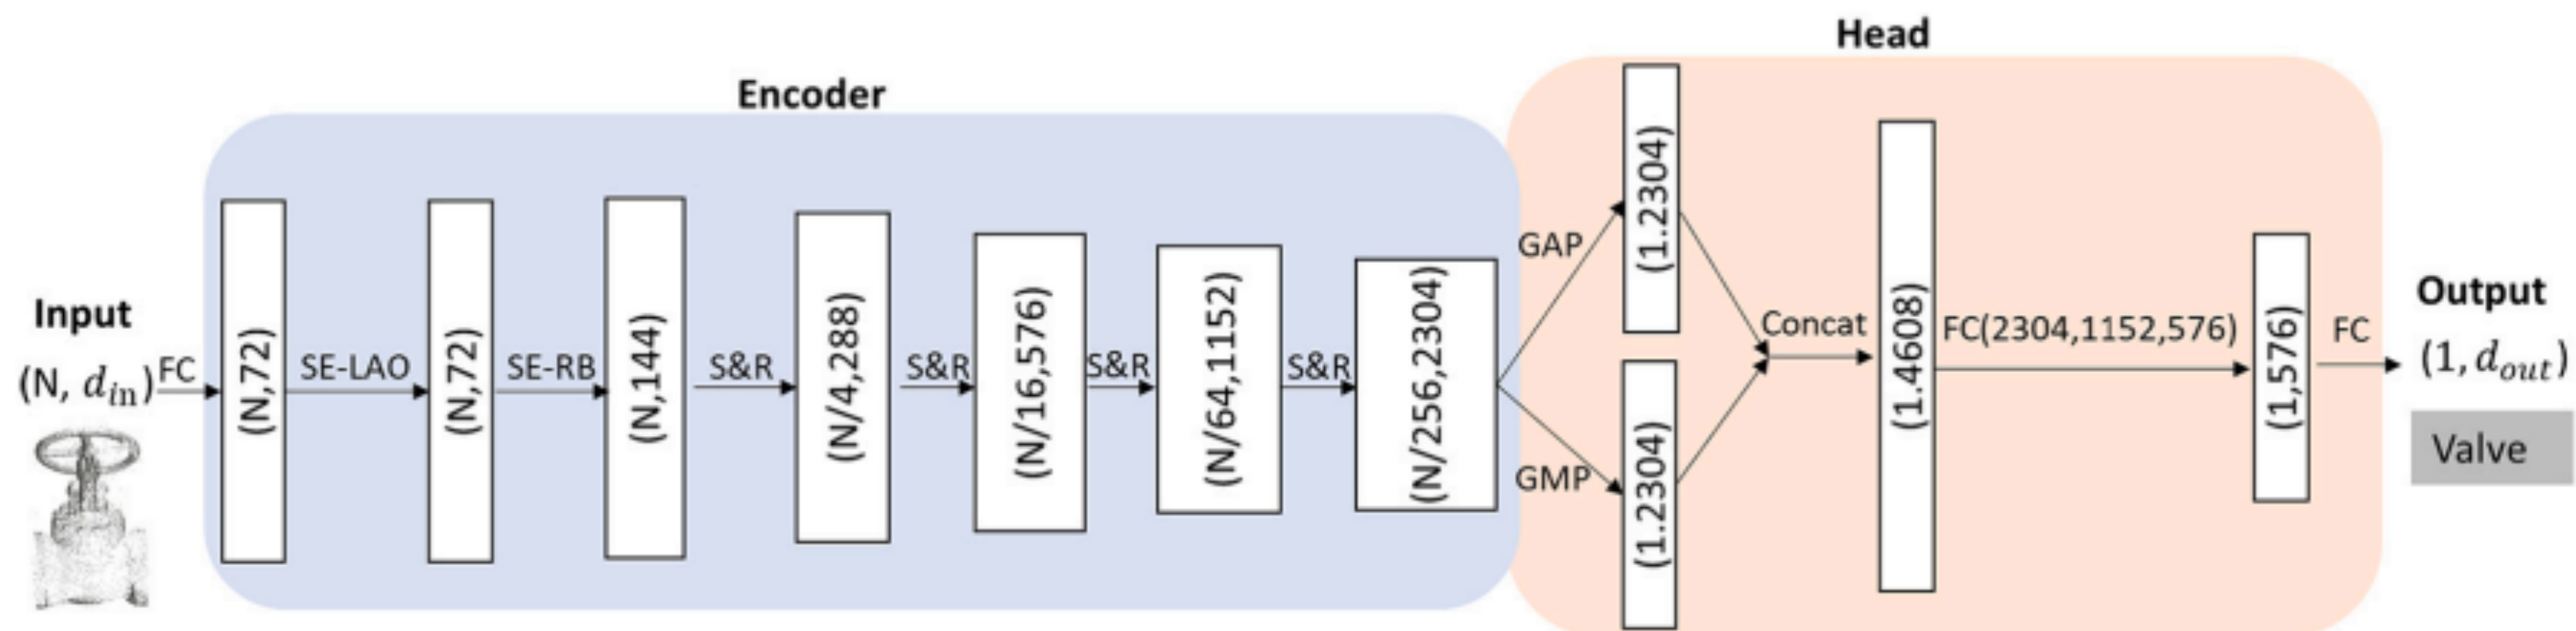 Head
Encoder
Input
(N, d_in)
FC
(N,72)
SE-LAO
(N,72)
SE-RB
(N,144)
S&R
(N/4,288)
S&R
(N/16,576)
S&R
(N/64,1152)
S&R
(N/256,2304)
GAP
(1.2304)
GMP
(1.2304)
Concat
(1.4608)
FC(2304,1152,576)
(1,576)
FC
Output
(1, d_out)
Valve